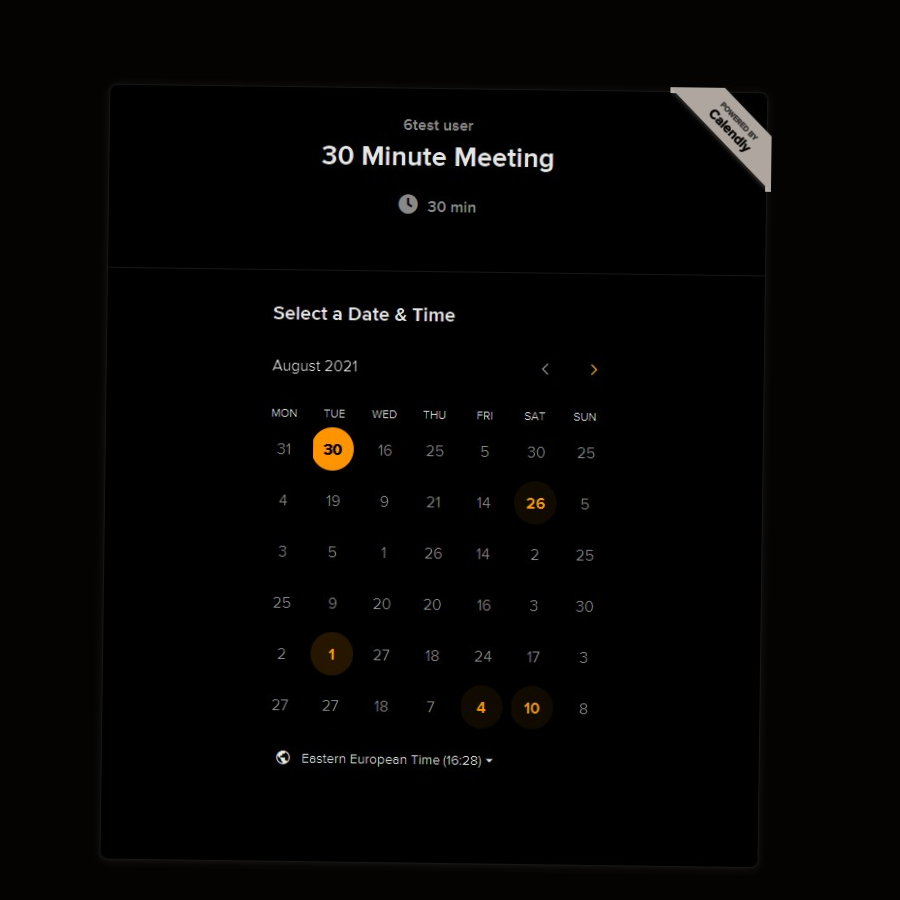 POWERED BY
Calendly
6test user
30 Minute Meeting
30 min
Select a Date & Time
August 2021
MON TUE WED THU FRI SAT SUN
31 30 16 25 5 30 25
4 19 9 21 14 26 5
3 5 1 26 14 2 25
25 9 20 20 16 3 30
2 1 27 18 24 17 3
27 27 18 7 4 10 8
Eastern European Time (16:28)